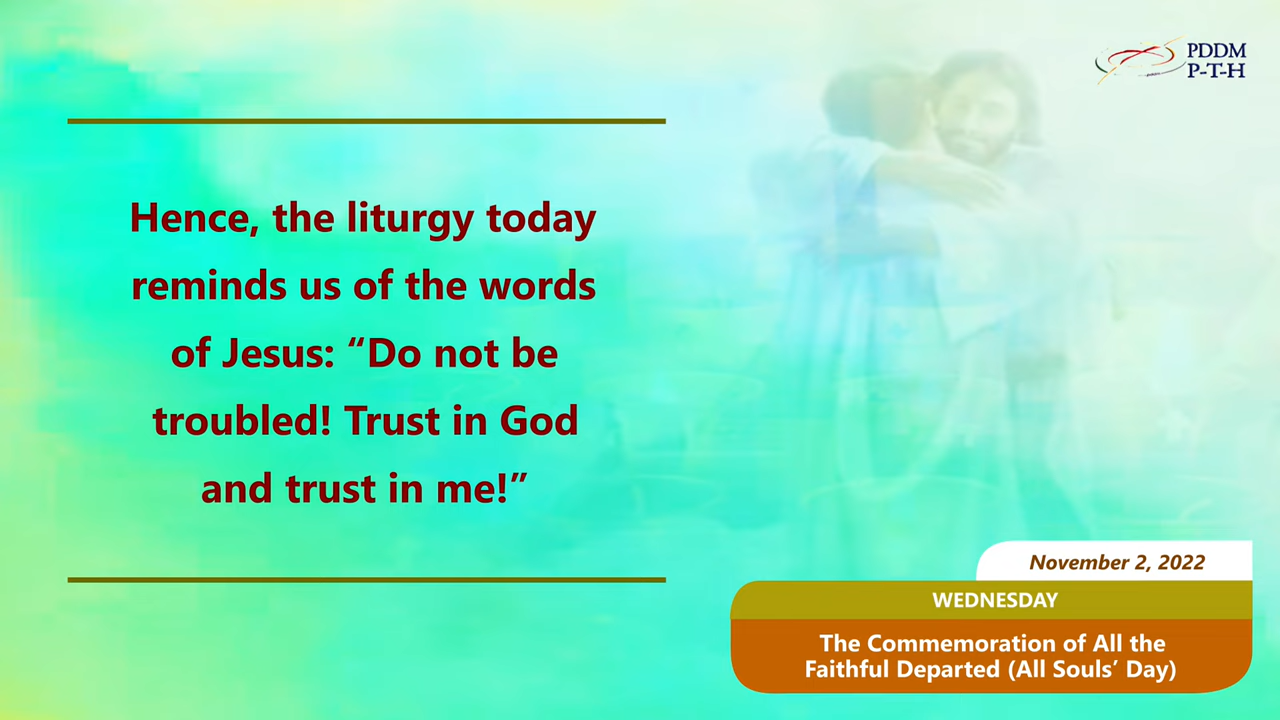 PDDM
P-T-H
Hence, the liturgy today
reminds us of the words
of Jesus: “Do not be
troubled! Trust in God
and trust in me!”
November 2, 2022
WEDNESDAY
The Commemoration of All the
Faithful Departed (All Souls’ Day)